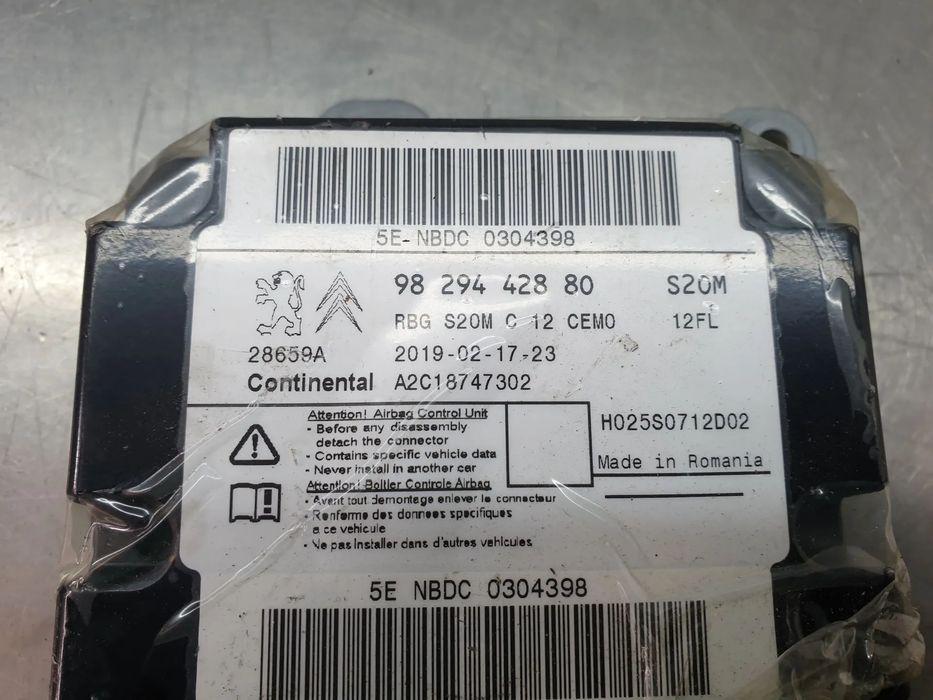 5E- NBDC 0304398
98 294 428 80 S20M
RBG S20M C 12 CEMO 12FL
28659A 2019-02-17-23
Continental A2C18747302
Attention! Airbag Control Unit
- Before any disassembly
detach the connector
- Contains specific vehicle data
- Never install in another car
Attention! Boîtier Controle Airbag
- Avant tout demontage enlever le connecteur
- Renferme des donnees specifiques
a ce vehicule
- Ne pas installer dans d'autres vehicules
H025S0712D02
Made in Romania
5E NBDC 0304398